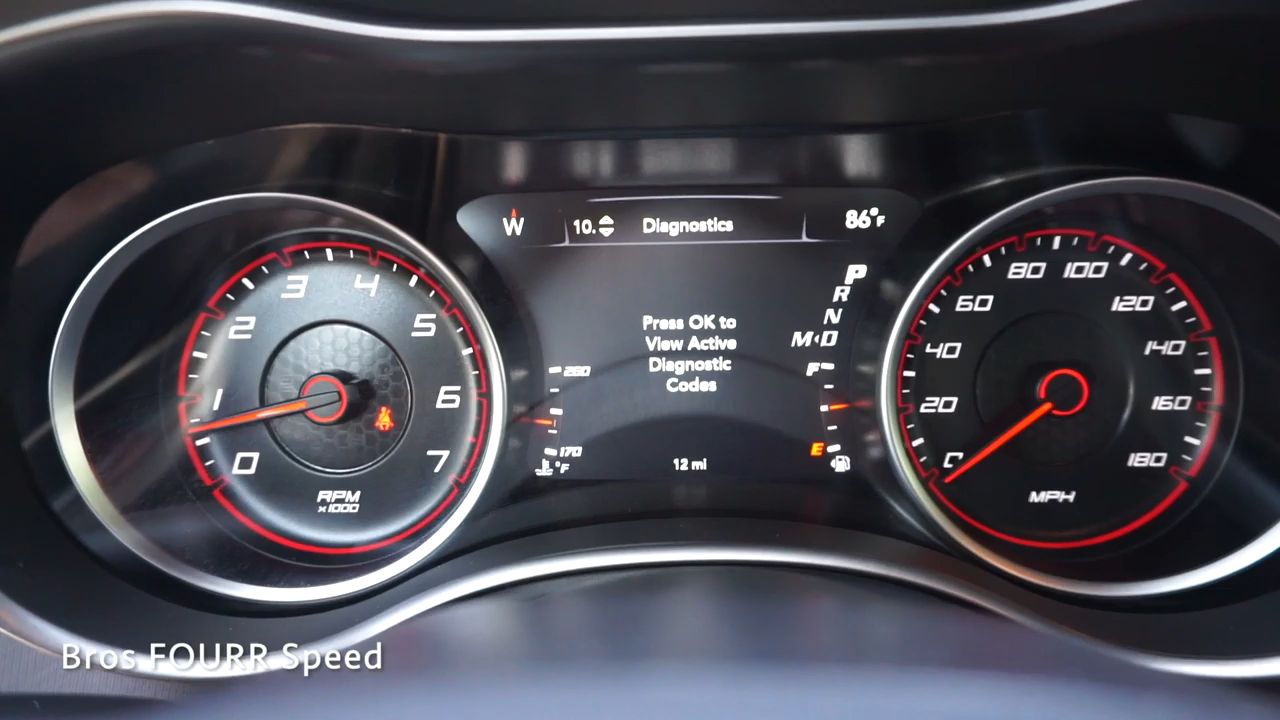 W
10. Diagnostics
86°F
P
R
N
M‹D
Press OK to
View Active
Diagnostic
Codes
260
170
°F
F
E
12 mi
0
1
2
3
4
5
6
7
RPM
x1000
0
20
40
60
80
100
120
140
160
180
MPH
Bros FOURR Speed